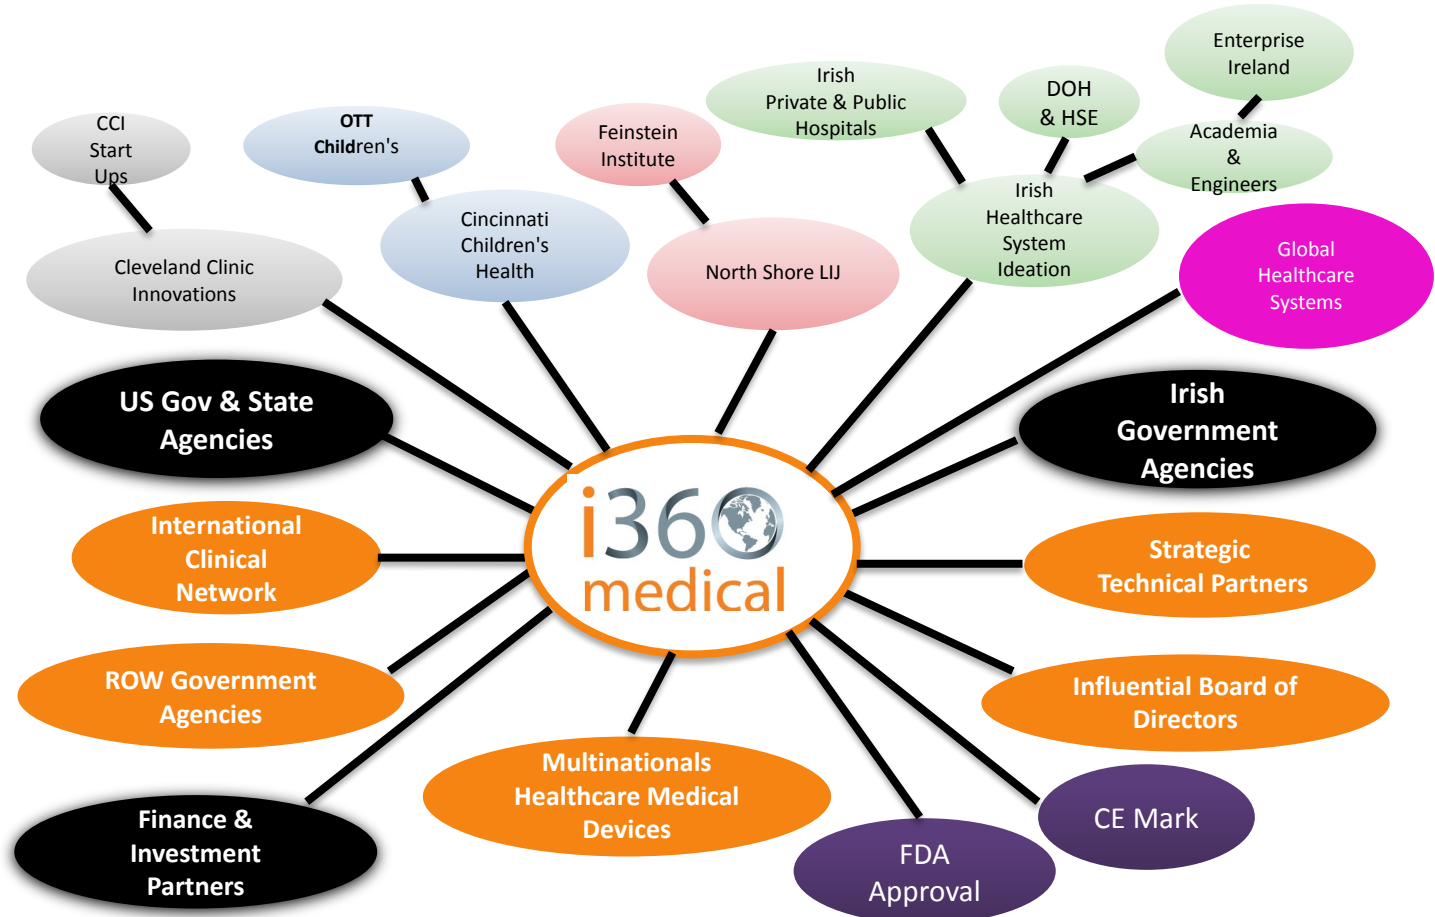 Enterprise
Ireland
Irish
Private & Public
Hospitals
DOH
& HSE
CCI
Start
Ups
OTT
Children's
Feinstein
Institute
Academia
&
Engineers
Cleveland Clinic
Innovations
Cincinnati
Children's
Health
North Shore LIJ
Irish
Healthcare
System
Ideation
Global
Healthcare
Systems
US Gov & State
Agencies
Irish
Government
Agencies
i360
medical
International
Clinical
Network
Strategic
Technical Partners
ROW Government
Agencies
Influential Board of
Directors
Finance &
Investment
Partners
Multinationals
Healthcare Medical
Devices
FDA
Approval
CE Mark